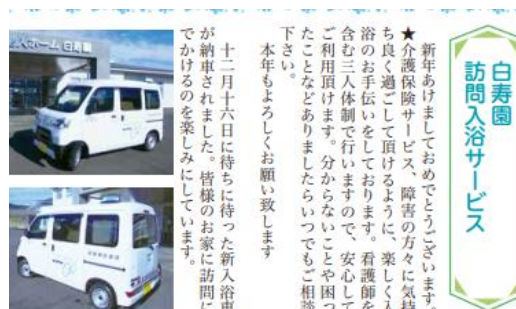 白寿園
訪問入浴サービス
新年あけましておめでとうございます。
★介護保険サービス、障害の方々に気持
ち良く過ごして頂けるように、楽しく入
浴のお手伝いをしております。看護師を
含む三人体制で行いますので、安心して
ご利用頂けます。分からないことや困っ
たことなどありましたらいつでもご相談
下さい。
本年もよろしくお願い致します
十二月十六日に待ちに待った新入浴車
が納車されました。皆様のお家に訪問に
でかけるのを楽しみにしています。
ホーム 白寿園